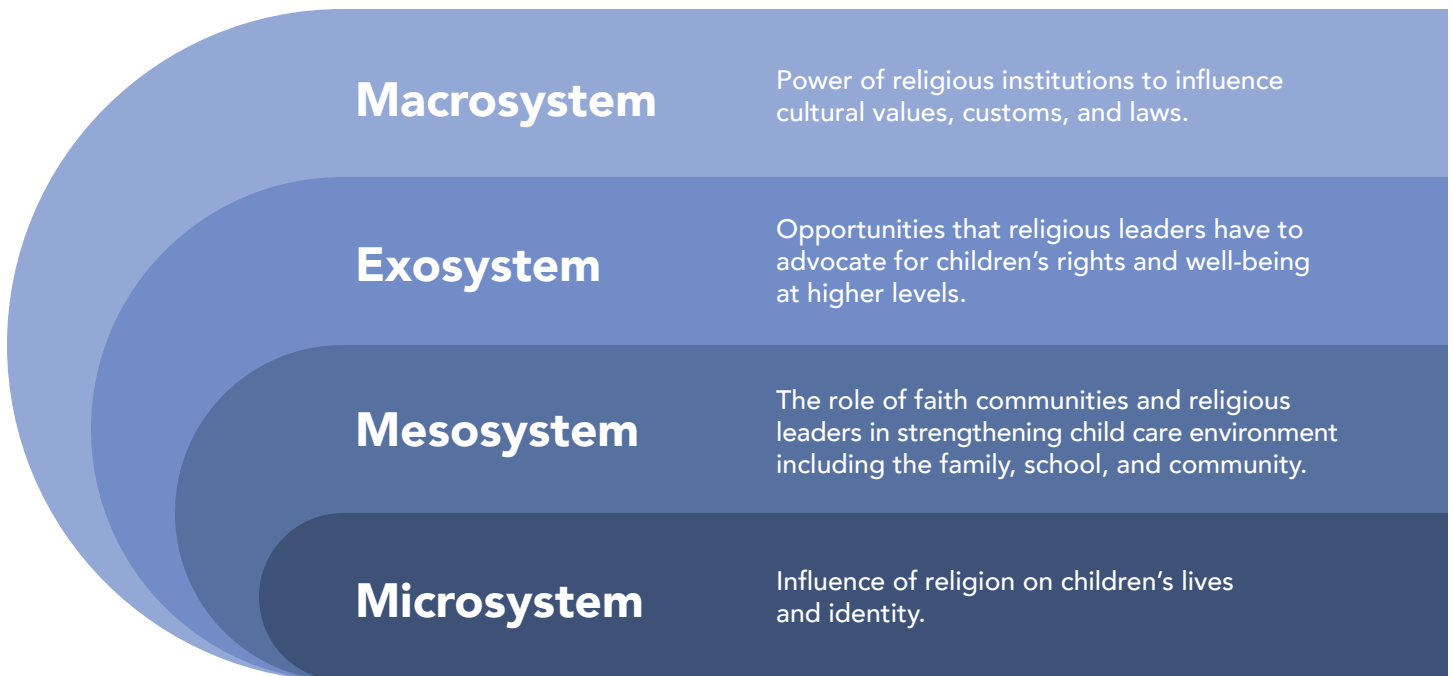 Macrosystem
Power of religious institutions to influence
cultural values, customs, and laws.
Exosystem
Opportunities that religious leaders have to
advocate for children’s rights and well-being
at higher levels.
Mesosystem
The role of faith communities and religious
leaders in strengthening child care environment
including the family, school, and community.
Microsystem
Influence of religion on children’s lives
and identity.